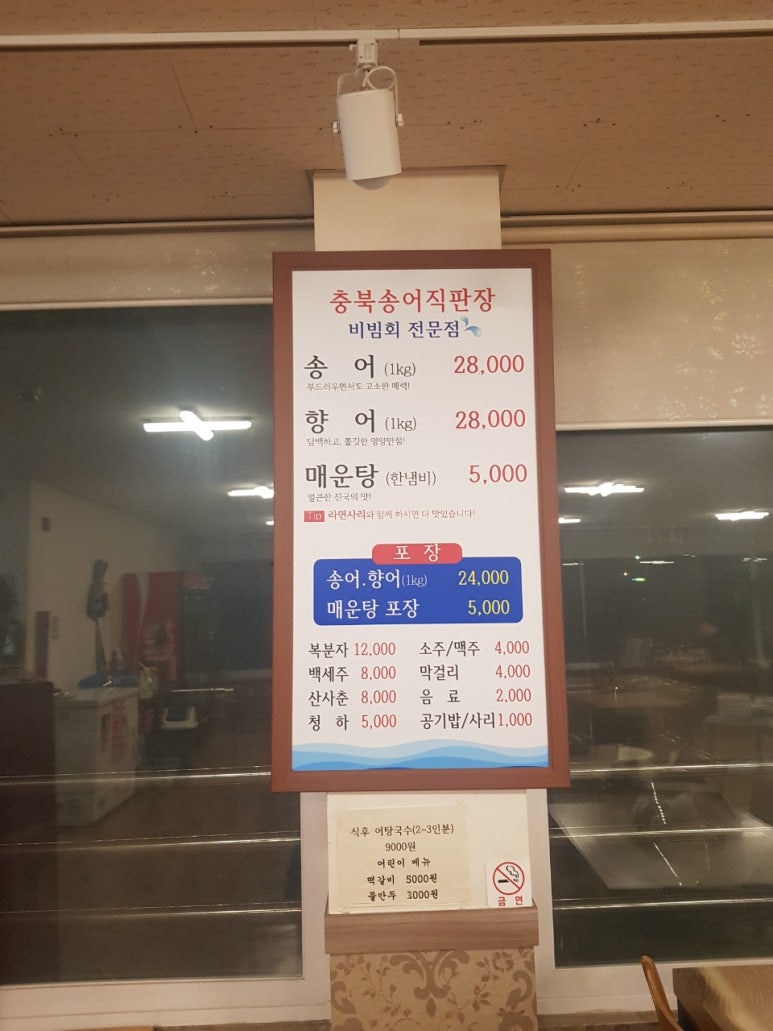 충북송어직판장
비빔회 전문점
송 어 (1kg) 28,000
부드러우면서도 고소한 매력!
향 어 (1kg) 28,000
담백하고, 쫄깃한 영양만점!
매운탕 (한냄비) 5,000
얼큰한 진국의 맛!
Tip 라면사리와 함께 하시면 더 맛있습니다!
포 장
송어.향어(1kg) 24,000
매운탕 포장 5,000
복분자 12,000 소주/맥주 4,000
백세주 8,000 막걸리 4,000
산사춘 8,000 음 료 2,000
청 하 5,000 공기밥/사리 1,000
식후 어탕국수(2-3인분)
9000원
어린이 메뉴
떡갈비 5000원
물만두 3000원
금 연